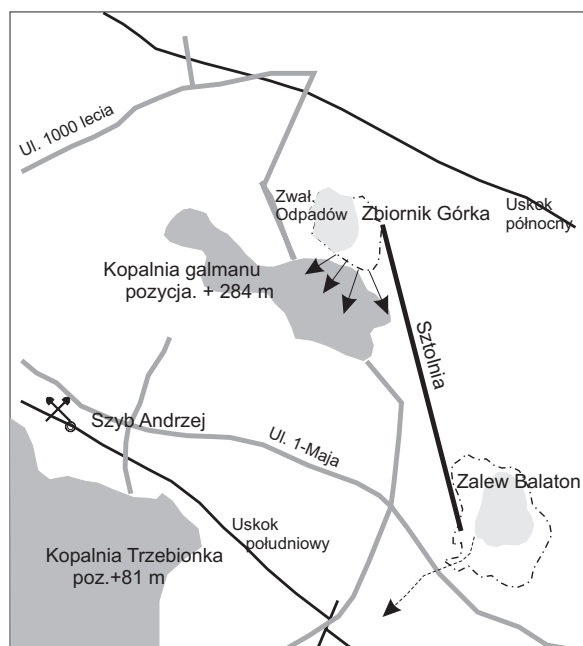 Ul. 1000 lecia
Zwał.
Odpadów
Zbiornik Górka
Uskok
północny
Kopalnia galmanu
pozycja. + 284 m
Sztolnia
Szyb Andrzej
Ul. 1-Maja
Zalew Balaton
Uskok
południowy
Kopalnia Trzebionka
poz.+81 m